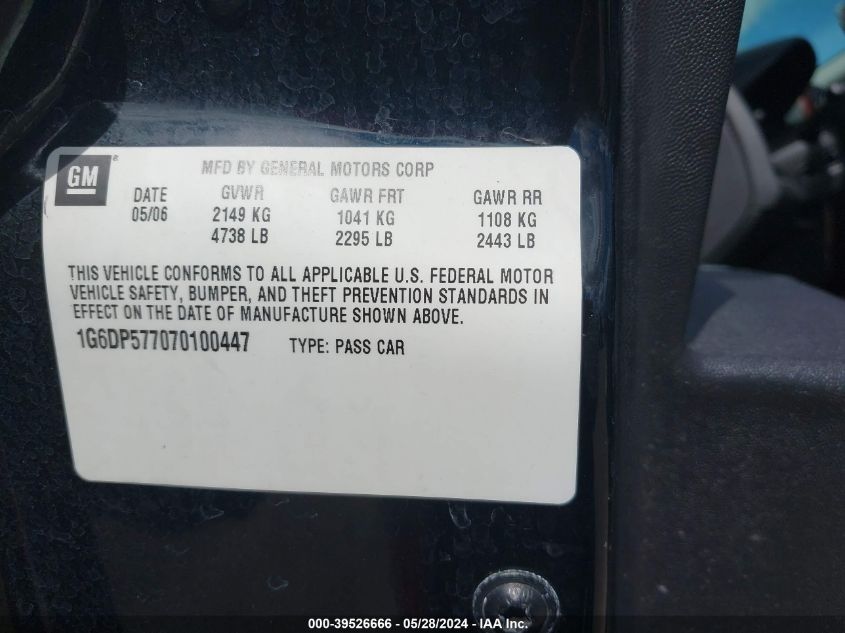 GM ® MFD BY GENERAL MOTORS CORP
DATE GVWR GAWR FRT GAWR RR
05/06 2149 KG 1041 KG 1108 KG
4738 LB 2295 LB 2443 LB
THIS VEHICLE CONFORMS TO ALL APPLICABLE U.S. FEDERAL MOTOR
VEHICLE SAFETY, BUMPER, AND THEFT PREVENTION STANDARDS IN
EFFECT ON THE DATE OF MANUFACTURE SHOWN ABOVE.
1G6DP577070100447 TYPE: PASS CAR
000-39526666 - 05/28/2024 - IAA Inc.